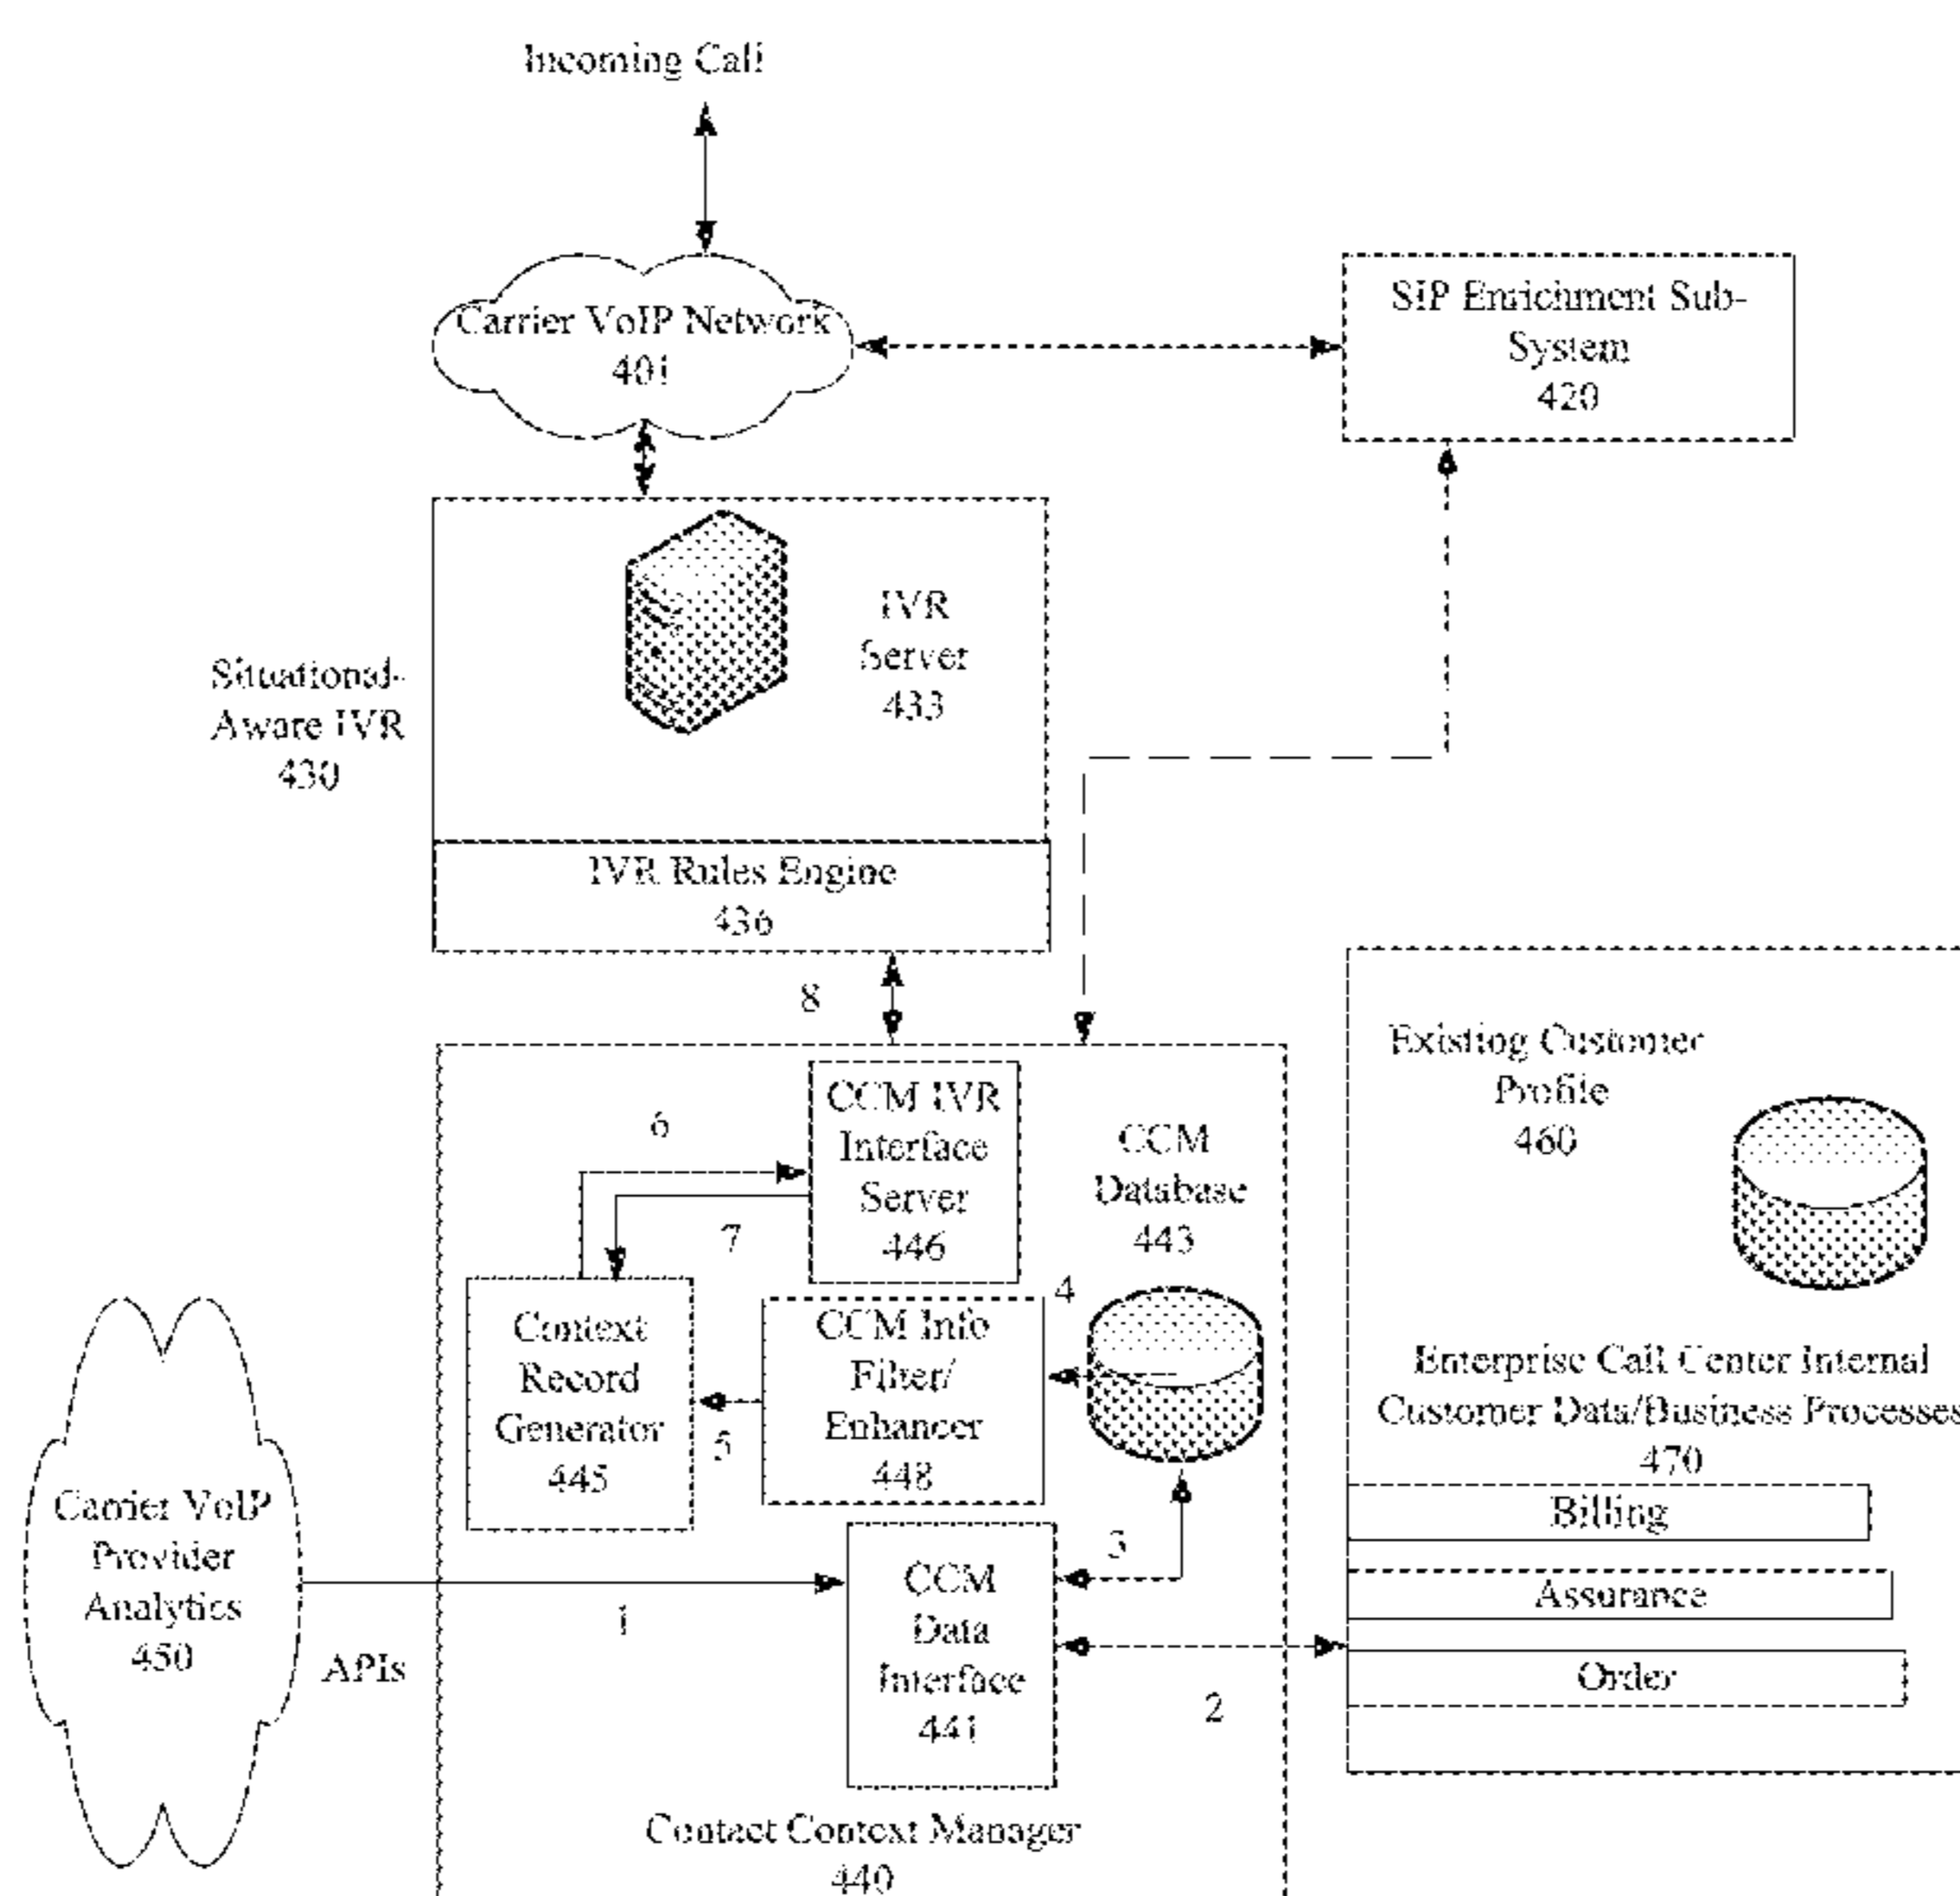 Incoming Call
Carrier VoIP Network
401
SIP Enrichment Sub-
System
420
IVR
Server
433
Situational-
Aware IVR
430
IVR Rules Engine
436
8
Existing Customer
Profile
460
CCM IVR
Interface
Server
446
6
7
CCM
Database
443
4
Context
Record
Generator
445
5
CCM Info
Filter/
Enhancer
448
Enterprise Call Center Internal
Customer Data/Business Processes
470
Billing
Assurance
Order
Carrier VoIP
Provider
Analytics
450
APIs
1
3
CCM
Data
Interface
441
2
Contact Context Manager
440